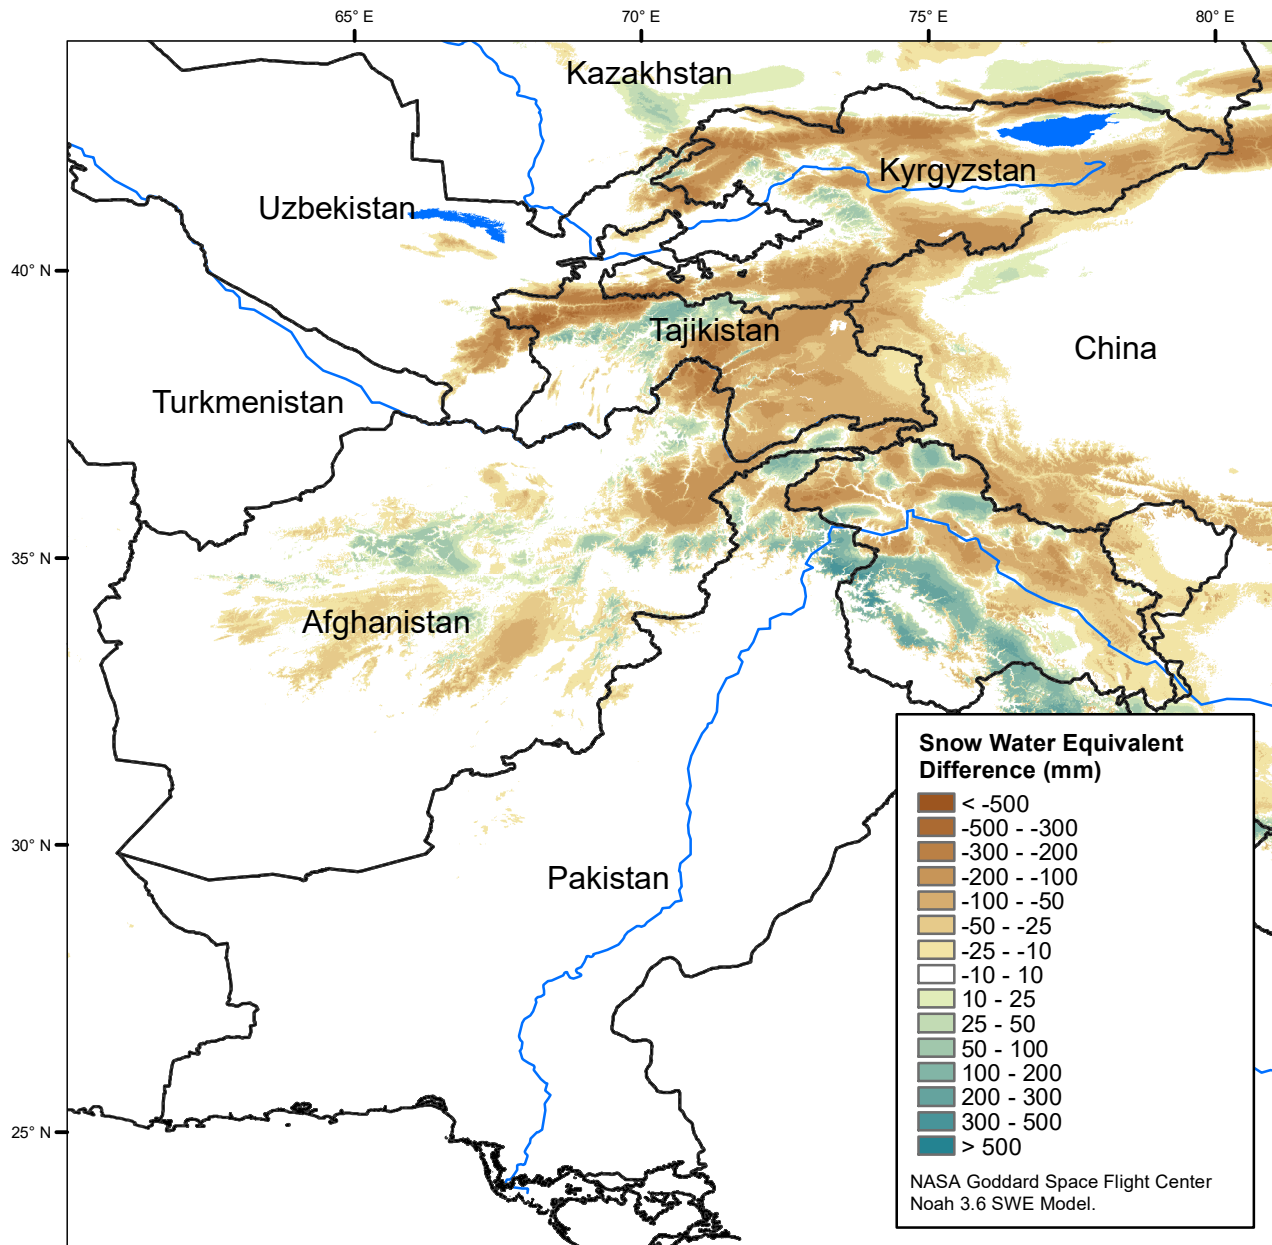 65° E
70° E
75° E
80° E
Kazakhstan
Kyrgyzstan
Uzbekistan
40° N
Tajikistan
China
Turkmenistan
35° N
Afghanistan
Snow Water Equivalent
Difference (mm)
< -500
-500 - -300
-300 - -200
-200 - -100
-100 - -50
-50 - -25
-25 - -10
-10 - 10
10 - 25
25 - 50
50 - 100
100 - 200
200 - 300
300 - 500
> 500
NASA Goddard Space Flight Center
Noah 3.6 SWE Model.
30° N
Pakistan
25° N